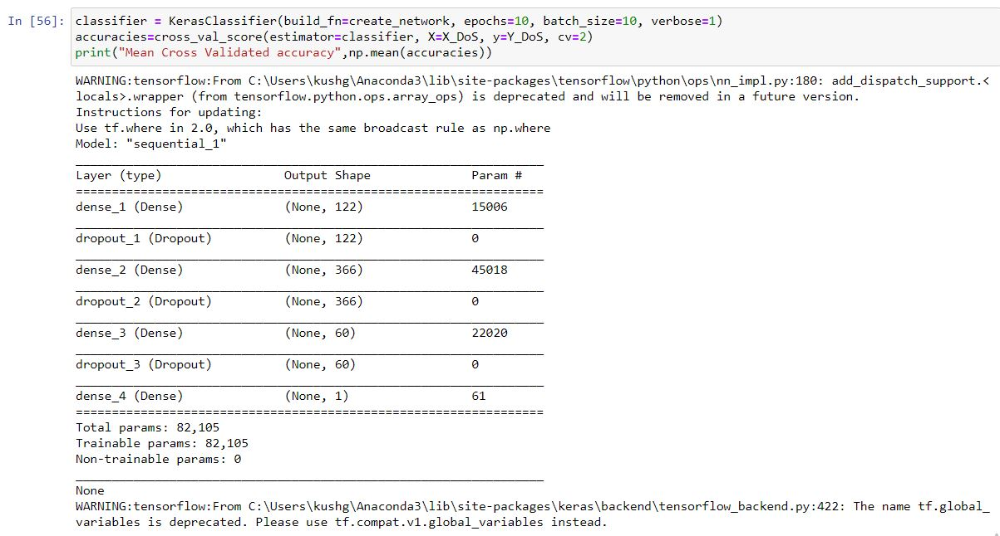 In [56]: classifier = KerasClassifier(build_fn=create_network, epochs=10, batch_size=10, verbose=1)
accuracies=cross_val_score(estimator=classifier, X=X_DoS, y=Y_DoS, cv=2)
print("Mean Cross Validated accuracy",np.mean(accuracies))
WARNING:tensorflow:From C:\Users\kushg\Anaconda3\lib\site-packages\tensorflow\python\ops\nn_impl.py:180: add_dispatch_support.<
locals>.wrapper (from tensorflow.python.ops.array_ops) is deprecated and will be removed in a future version.
Instructions for updating:
Use tf.where in 2.0, which has the same broadcast rule as np.where
Model: "sequential_1"
_________________________________________________________________
Layer (type)                 Output Shape              Param #
=================================================================
dense_1 (Dense)              (None, 122)               15006
_________________________________________________________________
dropout_1 (Dropout)          (None, 122)               0
_________________________________________________________________
dense_2 (Dense)              (None, 366)               45018
_________________________________________________________________
dropout_2 (Dropout)          (None, 366)               0
_________________________________________________________________
dense_3 (Dense)              (None, 60)                22020
_________________________________________________________________
dropout_3 (Dropout)          (None, 60)                0
_________________________________________________________________
dense_4 (Dense)              (None, 1)                 61
=================================================================
Total params: 82,105
Trainable params: 82,105
Non-trainable params: 0
_________________________________________________________________
None
WARNING:tensorflow:From C:\Users\kushg\Anaconda3\lib\site-packages\keras\backend\tensorflow_backend.py:422: The name tf.global_
variables is deprecated. Please use tf.compat.v1.global_variables instead.